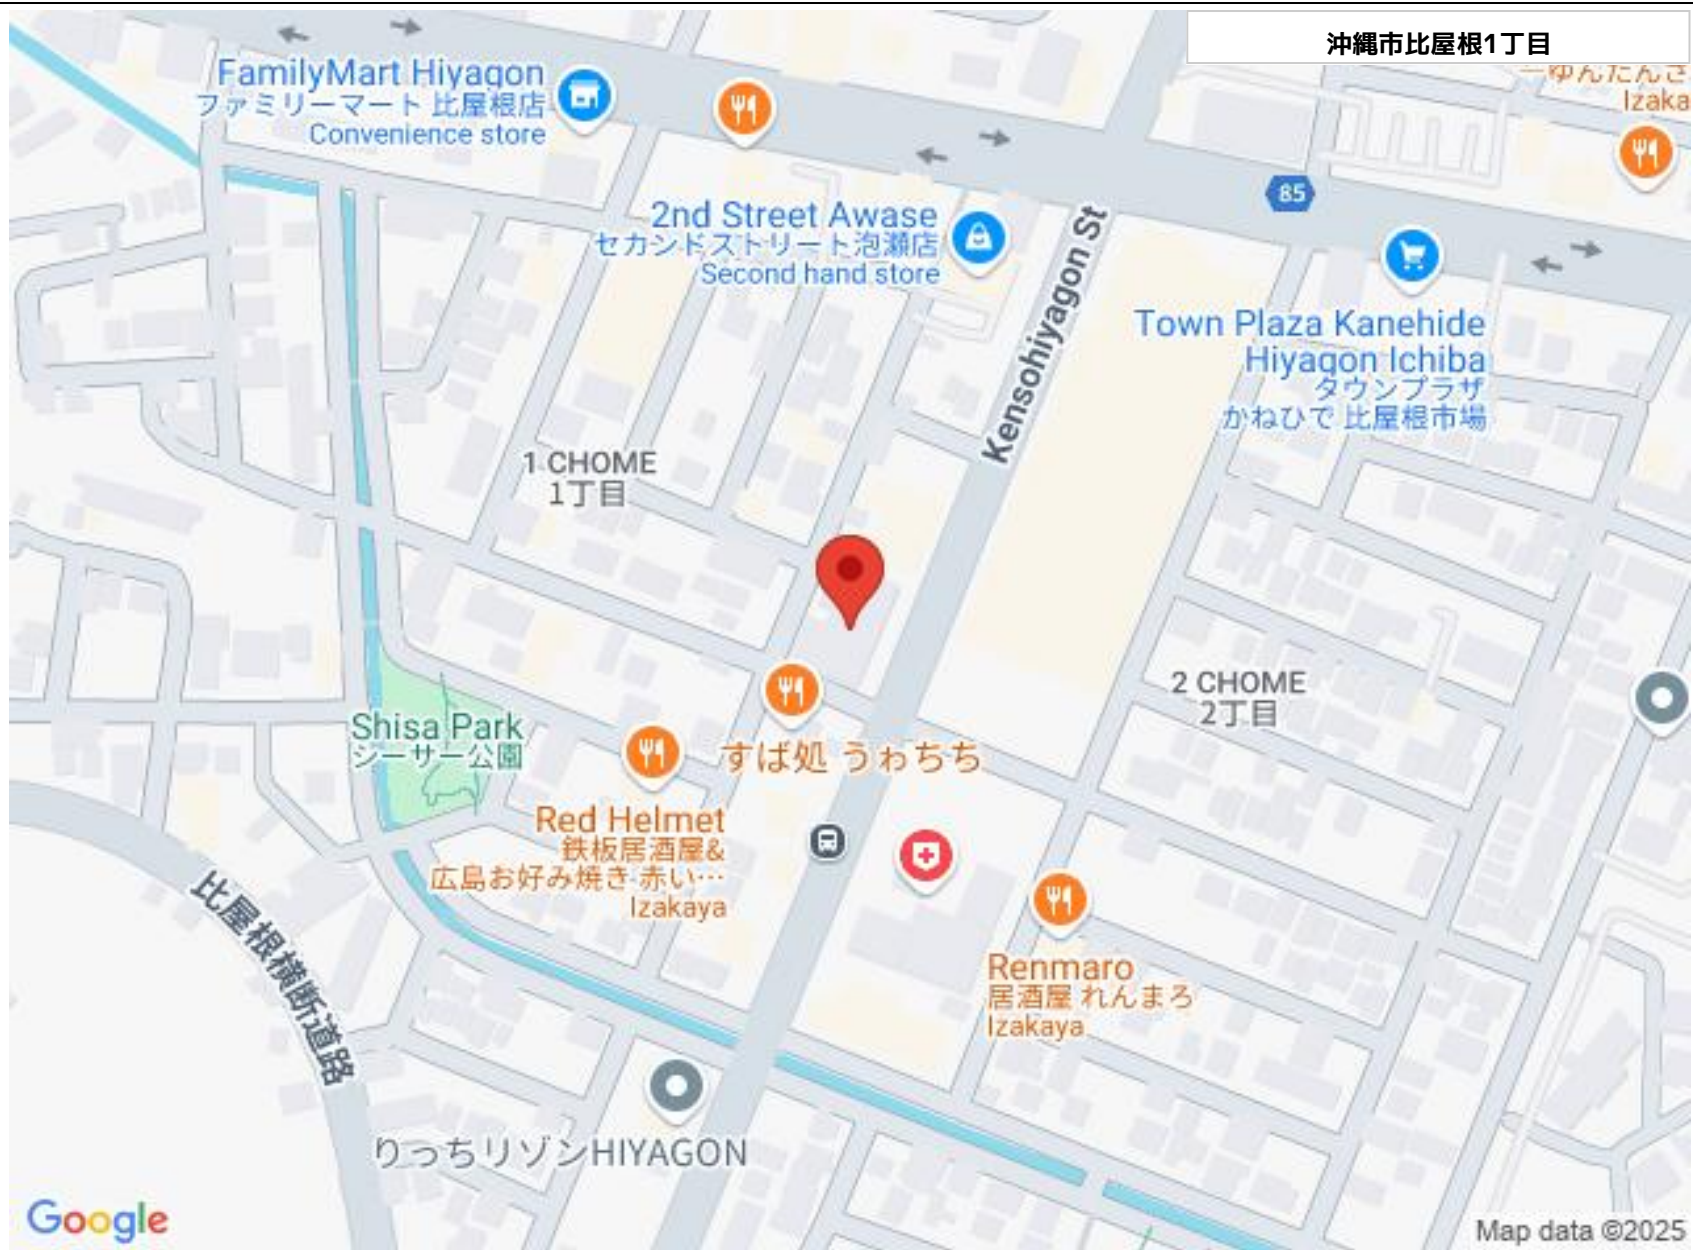 沖縄市比屋根1丁目
ーゆんたんさ
Izaka
FamilyMart Hiyagon
ファミリーマート 比屋根店
Convenience store
85
2nd Street Awase
セカンドストリート泡瀬店
Second hand store
Kensohiyagon St
Town Plaza Kanehide
Hiyagon Ichiba
タウンプラザ
かねひで 比屋根市場
1 CHOME
1丁目
2 CHOME
2丁目
Shisa Park
シーサー公園
すば処 うゎちち
Red Helmet
鉄板居酒屋&
広島お好み焼き 赤い…
Izakaya
Renmaro
居酒屋 れんまろ
Izakaya
比屋根横断道路
りっちリゾンHIYAGON
Google
Map data ©2025